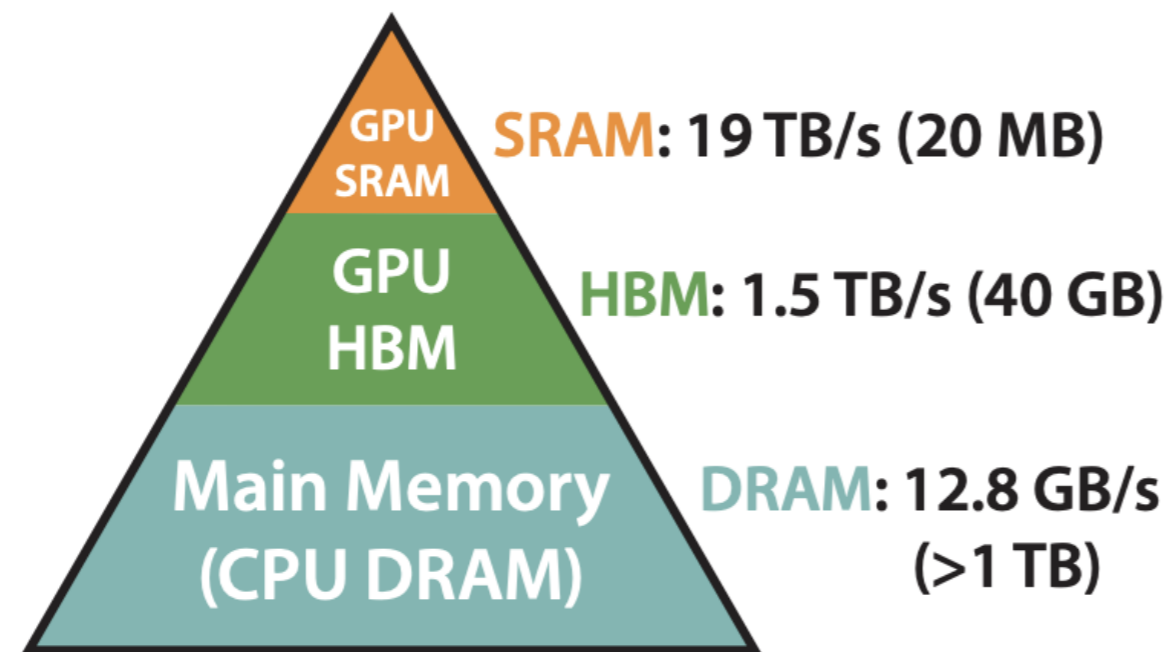 GPU
SRAM
SRAM: 19 TB/s (20 MB)
GPU
HBM
HBM: 1.5 TB/s (40 GB)
Main Memory
(CPU DRAM)
DRAM: 12.8 GB/s
(>1 TB)